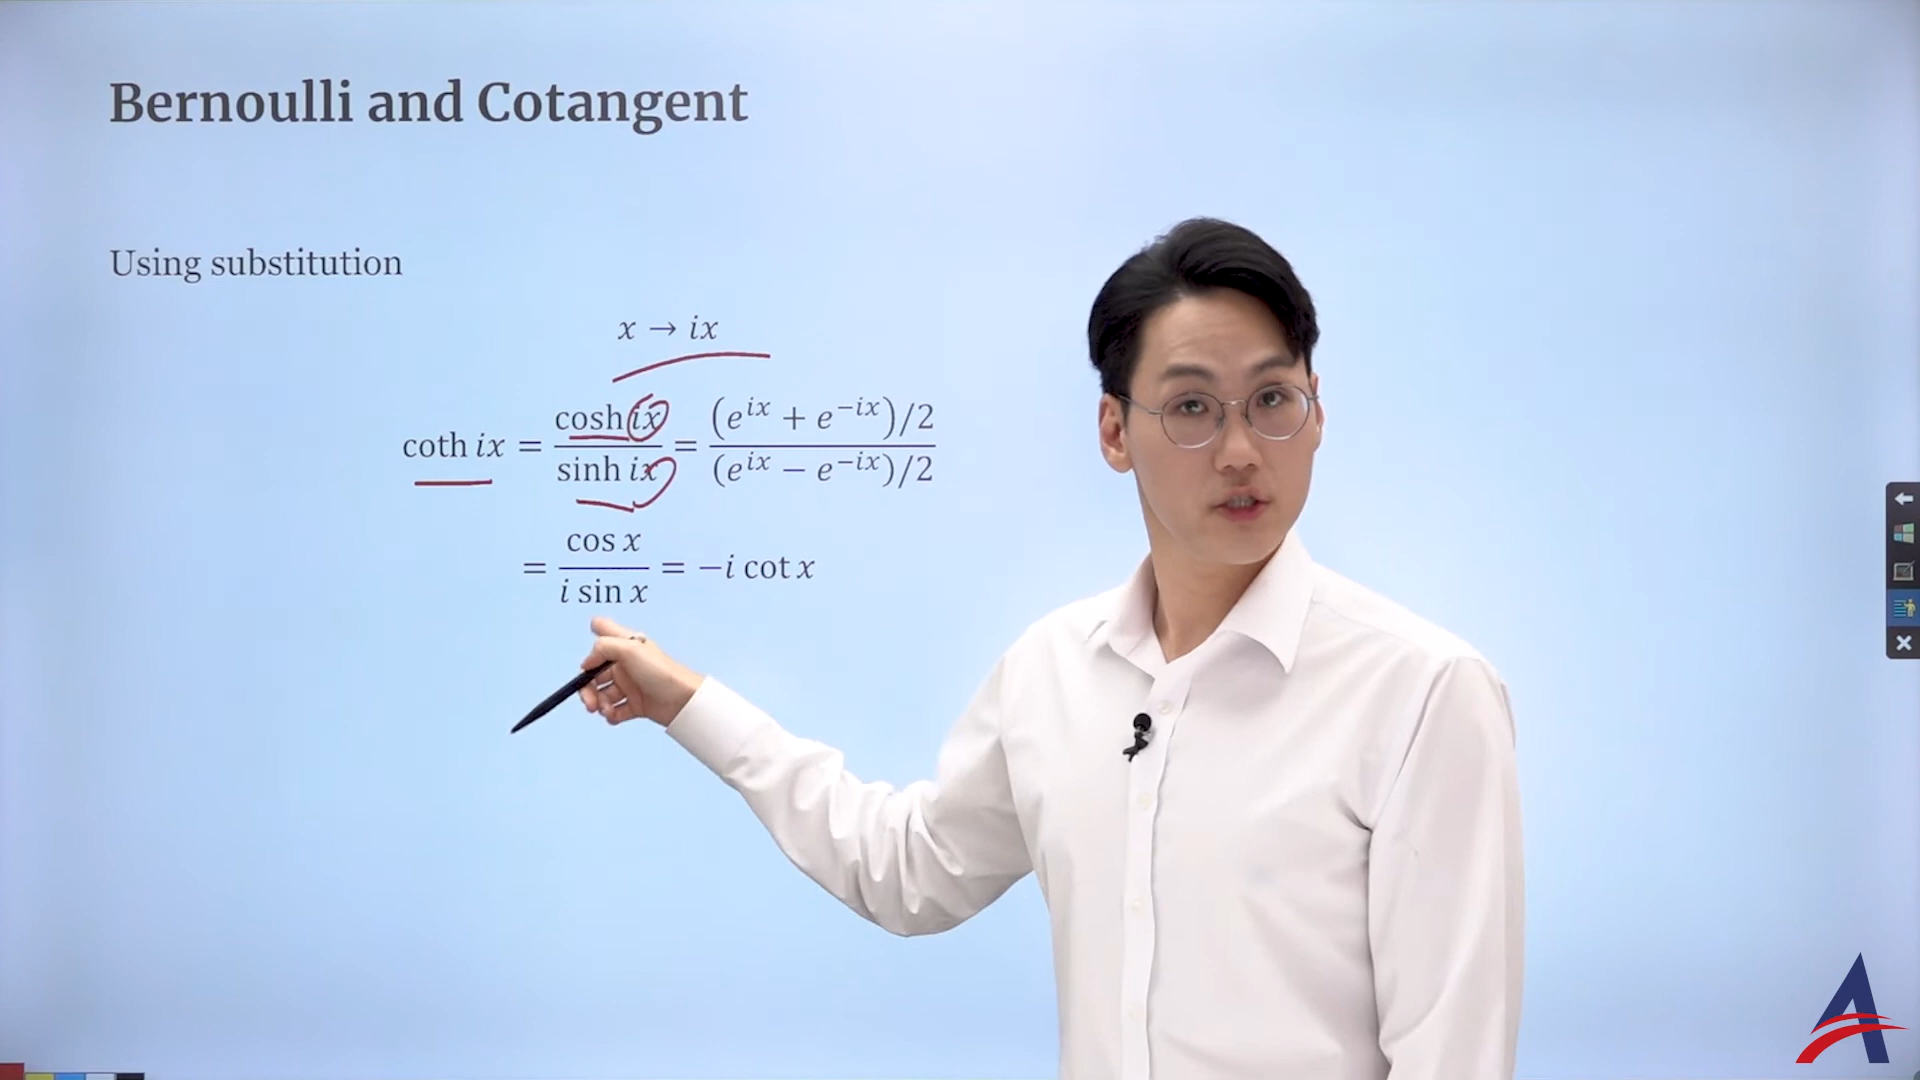 Bernoulli and Cotangent
Using substitution
x → ix
coth ix = cosh ix / sinh ix = (e^{ix} + e^{−ix})/2 / (e^{ix} − e^{−ix})/2
= cos x / i sin x = −i cot x